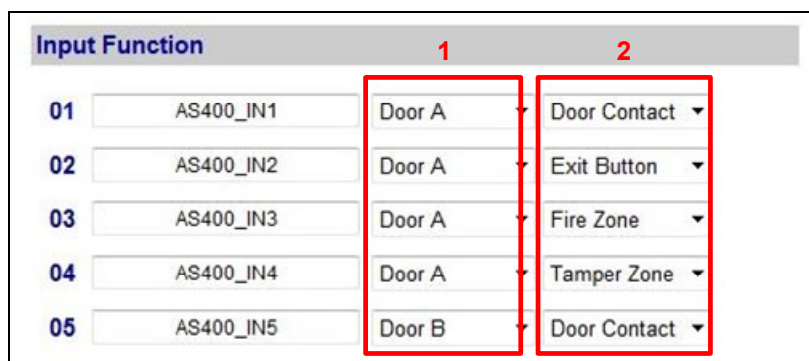 Input Function 1 2
01 AS400_IN1 Door A Door Contact
02 AS400_IN2 Door A Exit Button
03 AS400_IN3 Door A Fire Zone
04 AS400_IN4 Door A Tamper Zone
05 AS400_IN5 Door B Door Contact